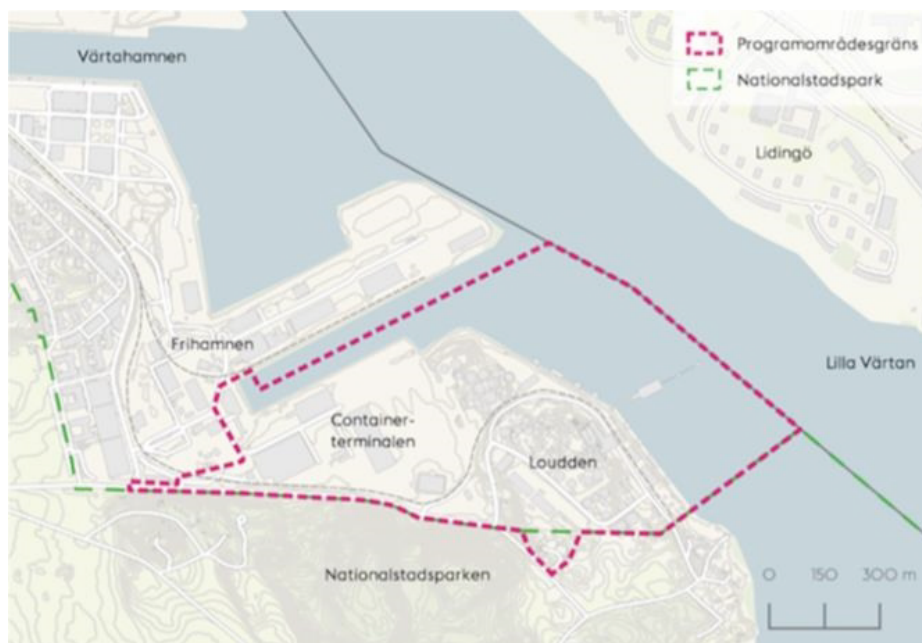 Värtahamnen
Programområdesgräns
Nationalstadspark
Lidingö
Frihamnen
Lilla Värtan
Container-
terminalen
Loudden
Nationalstadsparken
0 150 300 m